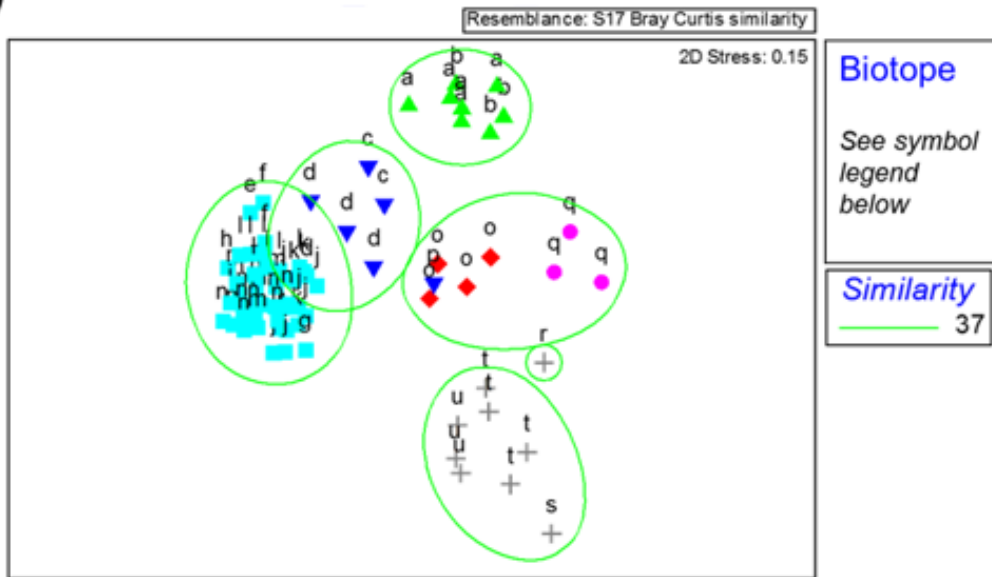 Resemblance: S17 Bray Curtis similarity
2D Stress: 0.15
Biotope
See symbol
legend
below
Similarity
37
b
a
a
a
b
b
c
c
d
d
d
f
e
f
h
g
o
o
o
p
q
q
q
r
t
t
u
t
u
u
t
s